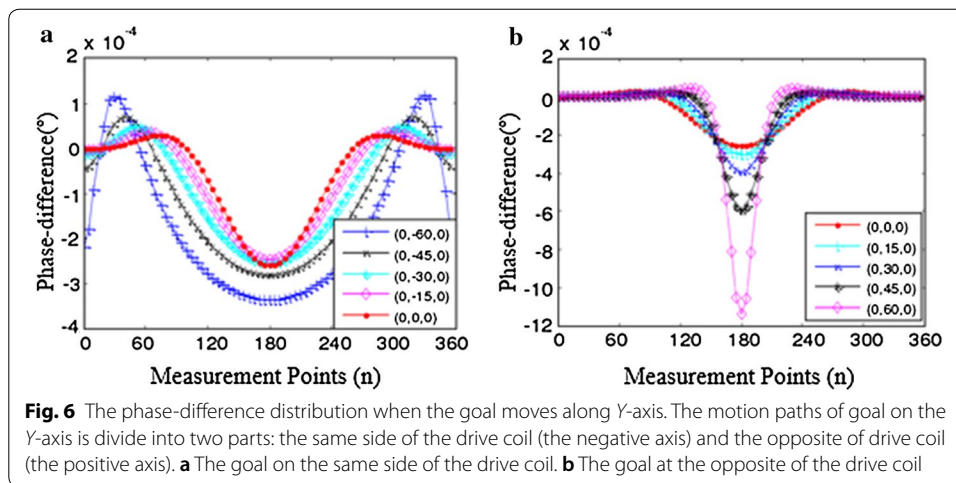 a
x 10⁻⁴
2
1
0
-1
-2
-3
-4
Phase-difference(°)
0 60 120 180 240 300 360
Measurement Points (n)
(0,-60,0)
(0,-45,0)
(0,-30,0)
(0,-15,0)
(0,0,0)
b
x 10⁻⁴
2
0
-2
-4
-6
-8
-10
-12
Phase-difference(°)
0 60 120 180 240 300 360
Measurement Points (n)
(0,0,0)
(0,15,0)
(0,30,0)
(0,45,0)
(0,60,0)
Fig. 6 The phase-difference distribution when the goal moves along Y-axis. The motion paths of goal on the
Y-axis is divide into two parts: the same side of the drive coil (the negative axis) and the opposite of drive coil
(the positive axis). a The goal on the same side of the drive coil. b The goal at the opposite of the drive coil